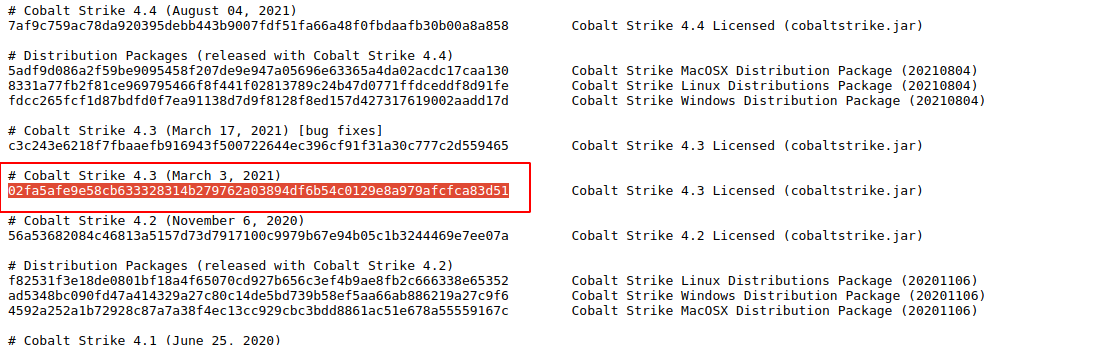 # Cobalt Strike 4.4 (August 04, 2021)
7af9c759ac78da920395debb443b9007fdf51fa66a48f0fbdaafb30b00a8a858 Cobalt Strike 4.4 Licensed (cobaltstrike.jar)
# Distribution Packages (released with Cobalt Strike 4.4)
5adf9d086a2f59be9095458f207de9e947a05696e63365a4da02acdc17caa130 Cobalt Strike MacOSX Distribution Package (20210804)
8331a77fb2f81ce969795466f8f441f02813789c24b47d0771ffdceddf8d91fe Cobalt Strike Linux Distributions Package (20210804)
fdcc265fcf1d87bdfd0f7ea91138d7d9f8128f8ed157d427317619002aadd17d Cobalt Strike Windows Distribution Package (20210804)
# Cobalt Strike 4.3 (March 17, 2021) [bug fixes]
c3c243e6218f7fbaaefb916943f500722644ec396cf91f31a30c777c2d559465 Cobalt Strike 4.3 Licensed (cobaltstrike.jar)
# Cobalt Strike 4.3 (March 3, 2021)
02fa5afe9e58cb633328314b279762a03894df6b54c0129e8a979afcfca83d51 Cobalt Strike 4.3 Licensed (cobaltstrike.jar)
# Cobalt Strike 4.2 (November 6, 2020)
56a53682084c46813a5157d73d7917100c9979b67e94b05c1b3244469e7ee07a Cobalt Strike 4.2 Licensed (cobaltstrike.jar)
# Distribution Packages (released with Cobalt Strike 4.2)
f82531f3e18de0801bf18a4f65070cd927b656c3ef4b9ae8fb2c666338e65352 Cobalt Strike Linux Distribution Package (20201106)
ad5348bc090fd47a414329a27c80c14de5bd739b58ef5aa66ab886219a27c9f6 Cobalt Strike Windows Distribution Package (20201106)
4592a252a1b72928c87a7a38f4ec13cc929cbc3bdd8861ac51e678a55559167c Cobalt Strike MacOSX Distribution Package (20201106)
# Cobalt Strike 4.1 (June 25, 2020)